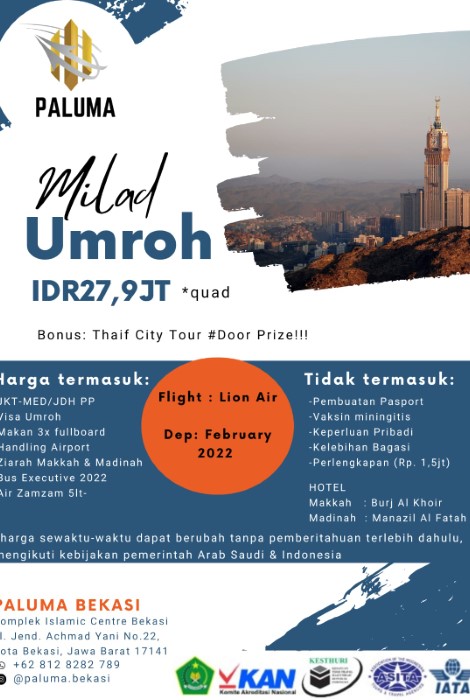 PALUMA
Milad
Umroh
IDR27,9JT *quad
Bonus: Thaif City Tour #Door Prize!!!
Harga termasuk:
JKT-MED/JDH PP
Visa Umroh
Makan 3x fullboard
Handling Airport
Ziarah Makkah & Madinah
Bus Executive 2022
Air Zamzam 5lt-
Flight : Lion Air
Dep: February
2022
Tidak termasuk:
-Pembuatan Pasport
-Vaksin miningitis
-Keperluan Pribadi
-Kelebihan Bagasi
-Perlengkapan (Rp. 1,5jt)
HOTEL
Makkah : Burj Al Khoir
Madinah : Manazil Al Fatah
harga sewaktu-waktu dapat berubah tanpa pemberitahuan terlebih dahulu,
mengikuti kebijakan pemerintah Arab Saudi & Indonesia
PALUMA BEKASI
Komplek Islamic Centre Bekasi
Jl. Jend. Achmad Yani No.22,
Kota Bekasi, Jawa Barat 17141
+62 812 8282 789
@paluma.bekasi
KAN
Komite Akreditasi Nasional
KESTHURI
ASITA
IATA